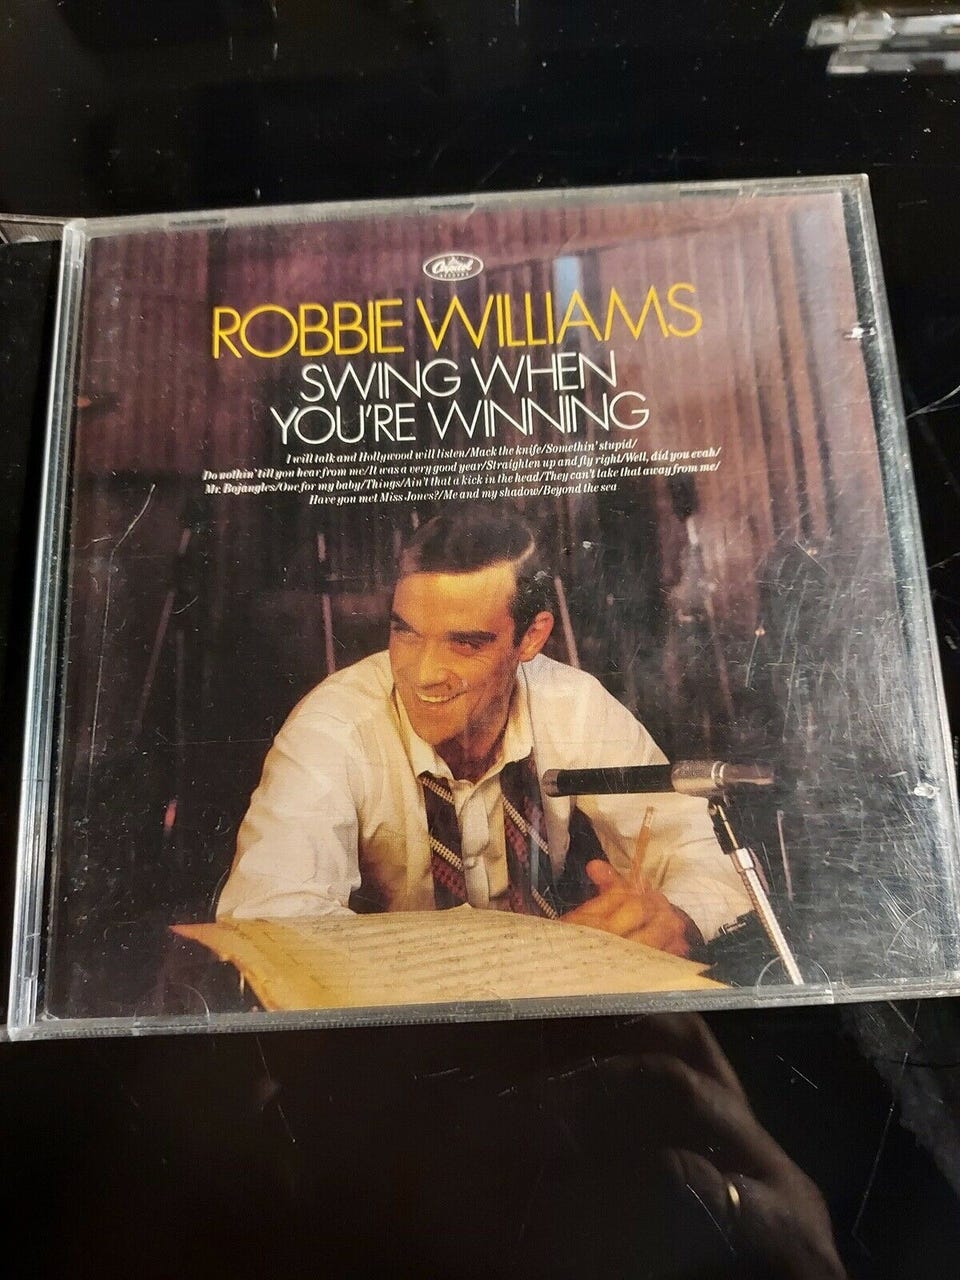 Capitol
ROBBIE WILLIAMS
SWING WHEN
YOU'RE WINNING
I will talk and Hollywood will listen/Mack the knife/Somethin' stupid/
Do nothin' till you hear from me/It was a very good year/Straighten up and fly right/Well, did you evah/
Mr. Bojangles/One for my baby/Things/Ain't that a kick in the head/They can't take that away from me/
Have you met Miss Jones?/Me and my shadow/Beyond the sea